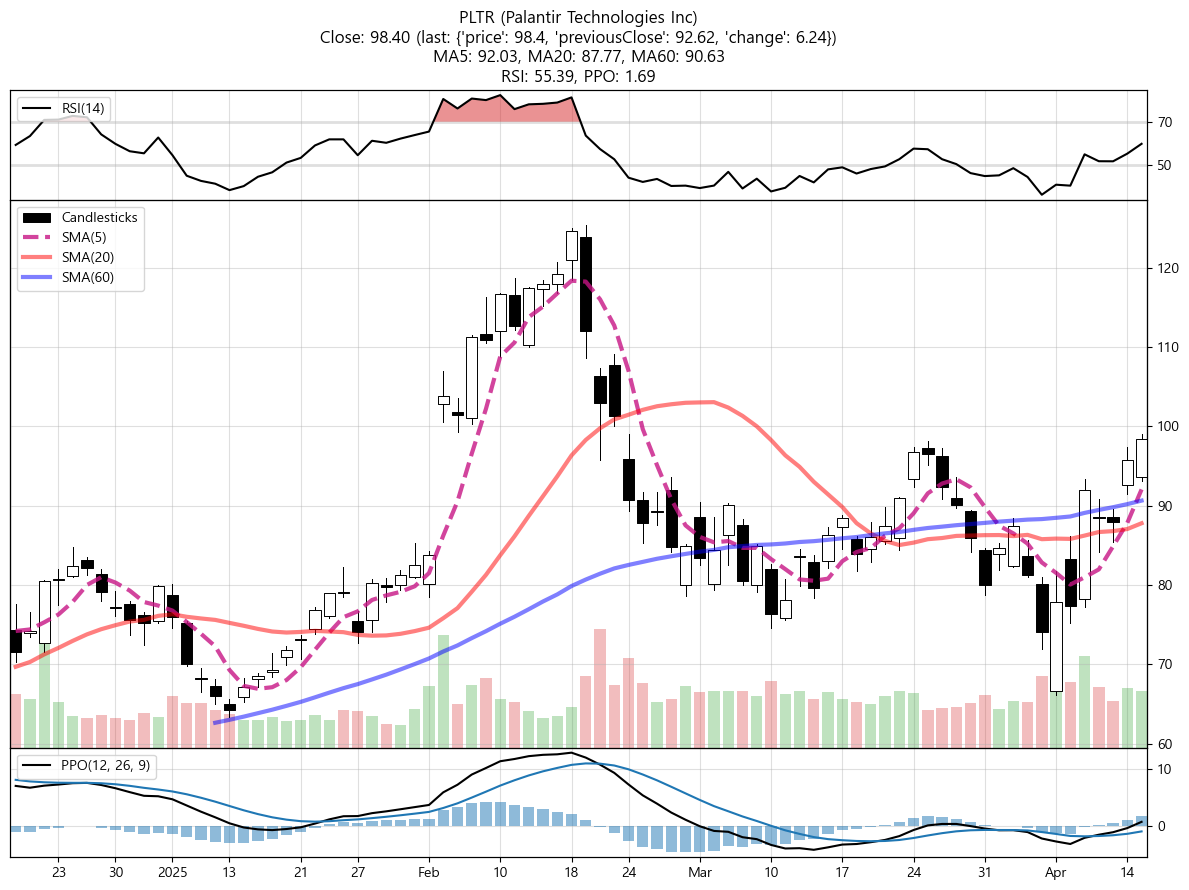 PLTR (Palantir Technologies Inc)
Close: 98.40 (last: {'price': 98.4, 'previousClose': 92.62, 'change': 6.24})
MA5: 92.03, MA20: 87.77, MA60: 90.63
RSI: 55.39, PPO: 1.69
RSI(14)
70
50
Candlesticks
SMA(5)
SMA(20)
SMA(60)
120
110
100
90
80
70
60
PPO(12, 26, 9)
10
0
23 30 2025 13 21 27 Feb 10 18 24 Mar 10 17 24 31 Apr 14